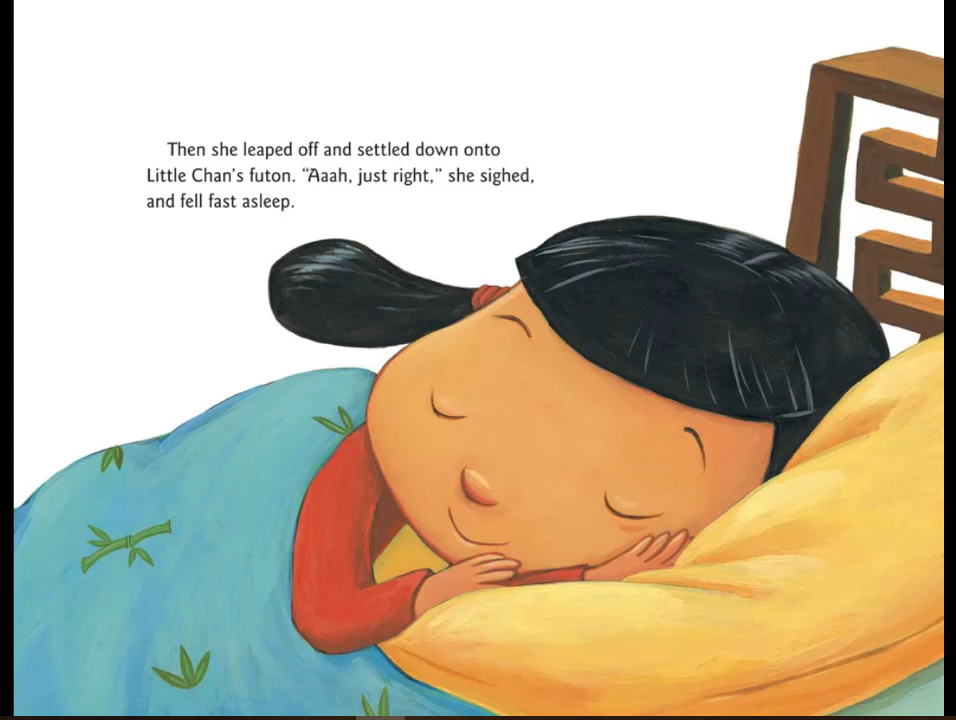 Then she leaped off and settled down onto
Little Chan's futon. “Aaah, just right,” she sighed,
and fell fast asleep.